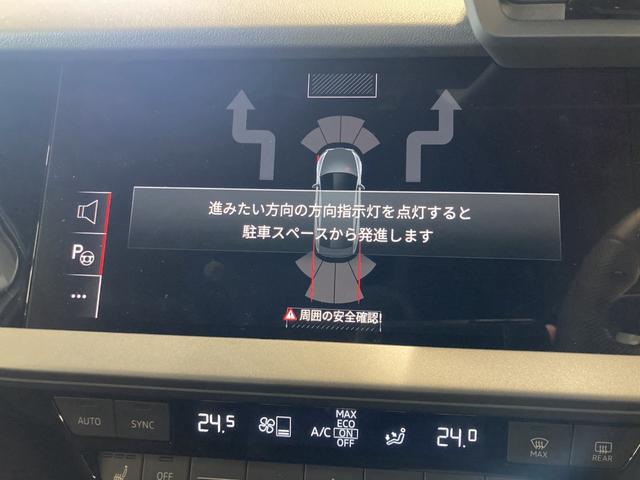 進みたい方向の方向指示灯を点灯すると
駐車スペースから発進します
P
周囲の安全確認
AUTO
SYNC
24.5
A/C
MAX
ECO
ON
OFF
24.0
MAX
REAR
OFF